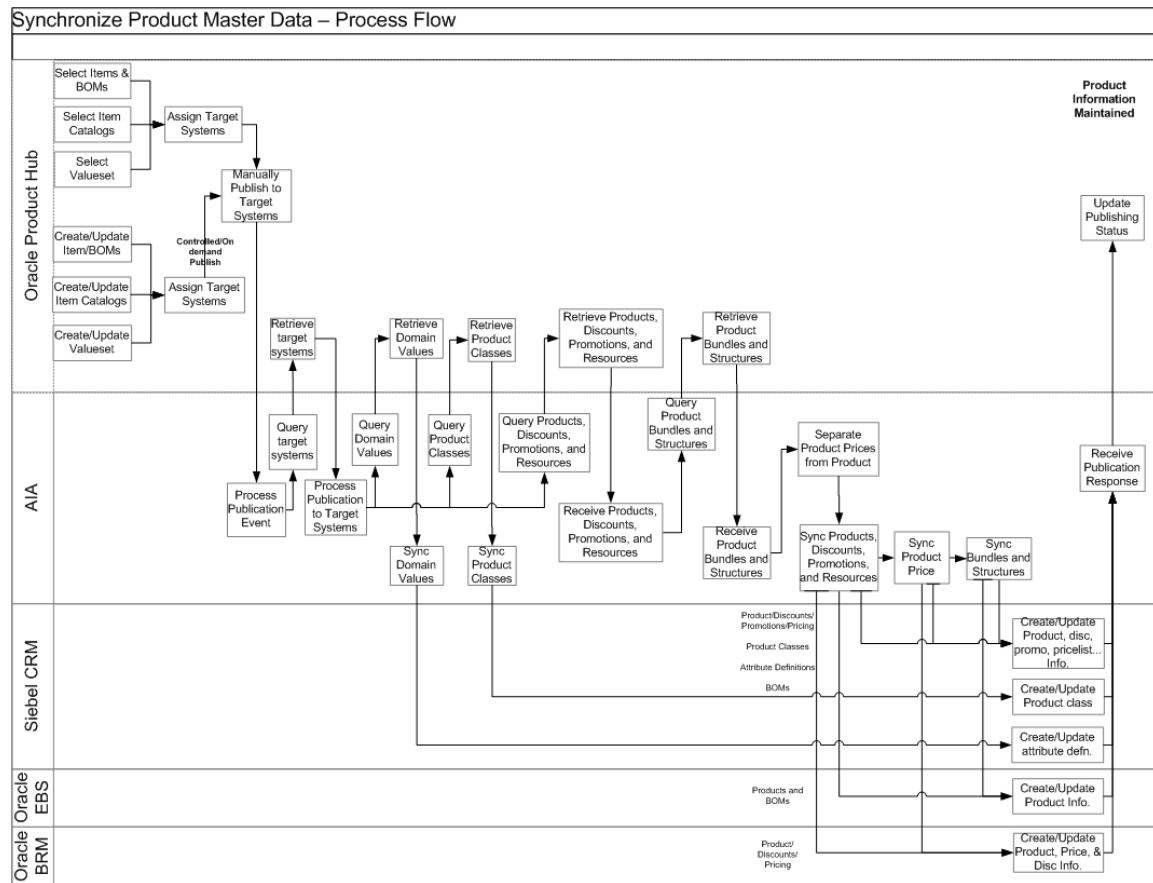 Synchronize Product Master Data – Process Flow
Oracle Product Hub
Select Items &
BOMs
Select Item
Catalogs
Select
Valueset
Assign Target
Systems
Manually
Publish to
Target
Systems
Product
Information
Maintained
Update
Publishing
Status
Create/Update
Item/BOMs
Create/Update
Item Catalogs
Create/Update
Valueset
Controlled/On
demand
Publish
Assign Target
Systems
Retrieve
target
systems
Retrieve
Domain
Values
Retrieve
Product
Classes
Retrieve Products,
Discounts,
Promotions, and
Resources
Retrieve
Product
Bundles and
Structures
AIA
Query
target
systems
Query
Domain
Values
Query
Product
Classes
Query Products,
Discounts,
Promotions, and
Resources
Query
Product
Bundles and
Structures
Separate
Product Prices
from Product
Receive
Publication
Response
Process
Publication
Event
Process
Publication
to Target
Systems
Receive Products,
Discounts,
Promotions, and
Resources
Receive
Product
Bundles and
Structures
Sync Products,
Discounts,
Promotions,
and Resources
Sync
Product
Price
Sync
Bundles and
Structures
Sync
Domain
Values
Sync
Product
Classes
Siebel CRM
Product/Discounts/
Promotions/Pricing
Product Classes
Attribute Definitions
BOMs
Create/Update
Product, disc,
promo, pricelist...
Info.
Create/Update
Product class
Create/Update
attribute defn.
Oracle
EBS
Products and
BOMs
Create/Update
Product Info.
Oracle
BRM
Product/
Discounts/
Pricing
Create/Update
Product, Price, &
Disc Info.